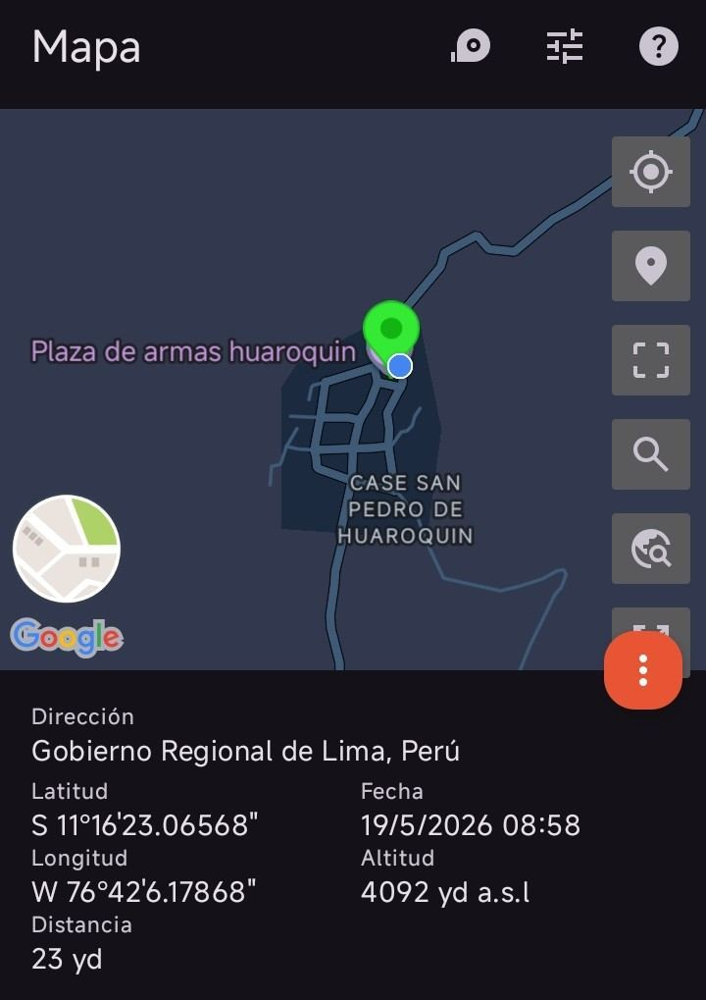 Mapa
Plaza de armas huaroquin
CASE SAN
PEDRO DE
HUAROQUIN
Google
Dirección
Gobierno Regional de Lima, Perú
Latitud
S 11°16'23.06568"
Fecha
19/5/2026 08:58
Longitud
W 76°42'6.17868"
Altitud
4092 yd a.s.l
Distancia
23 yd